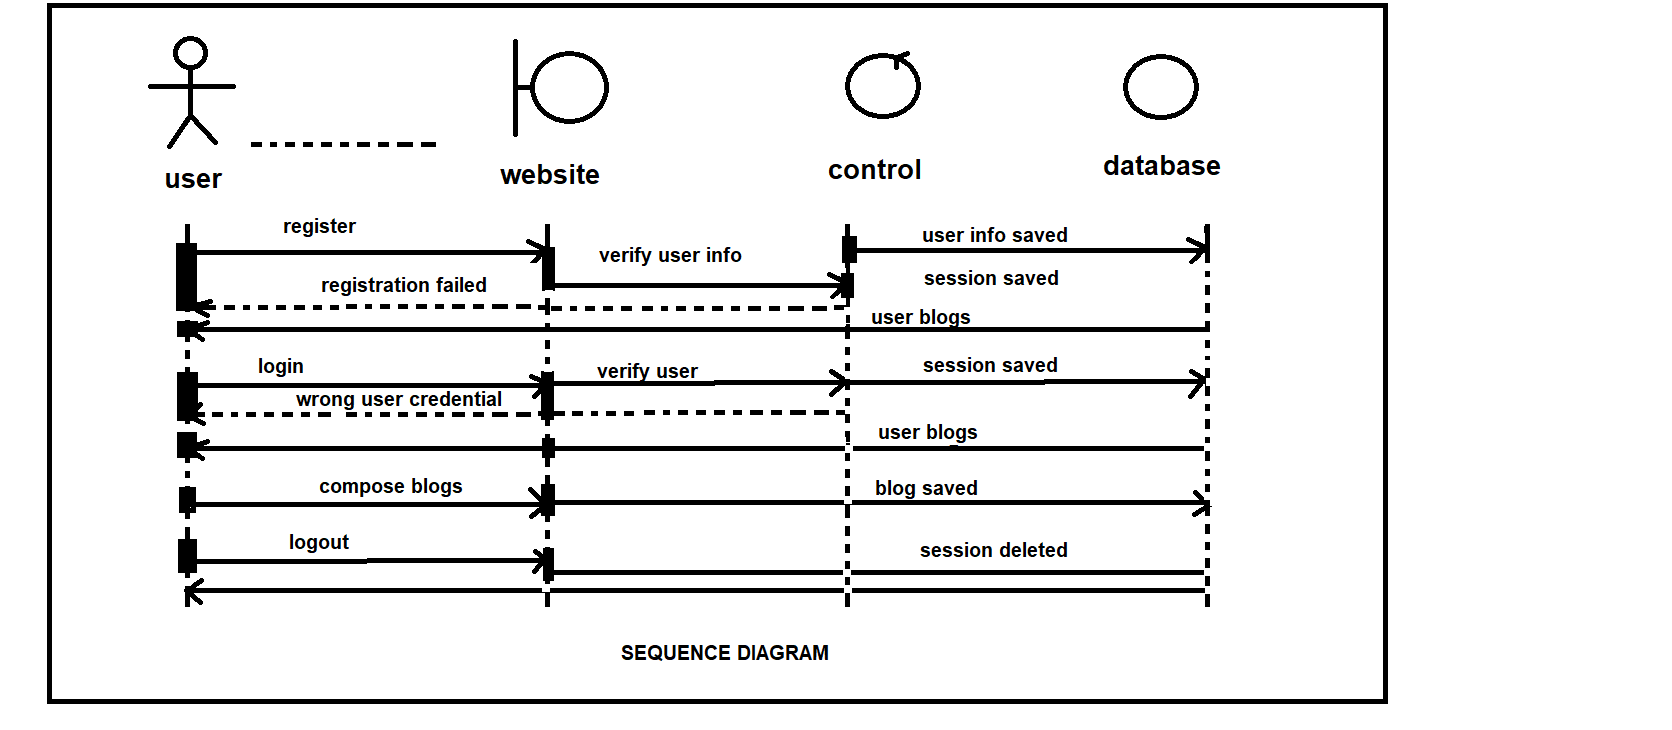 user
website
control
database
register
user info saved
verify user info
session saved
registration failed
user blogs
login
verify user
session saved
wrong user credential
user blogs
compose blogs
blog saved
logout
session deleted
SEQUENCE DIAGRAM